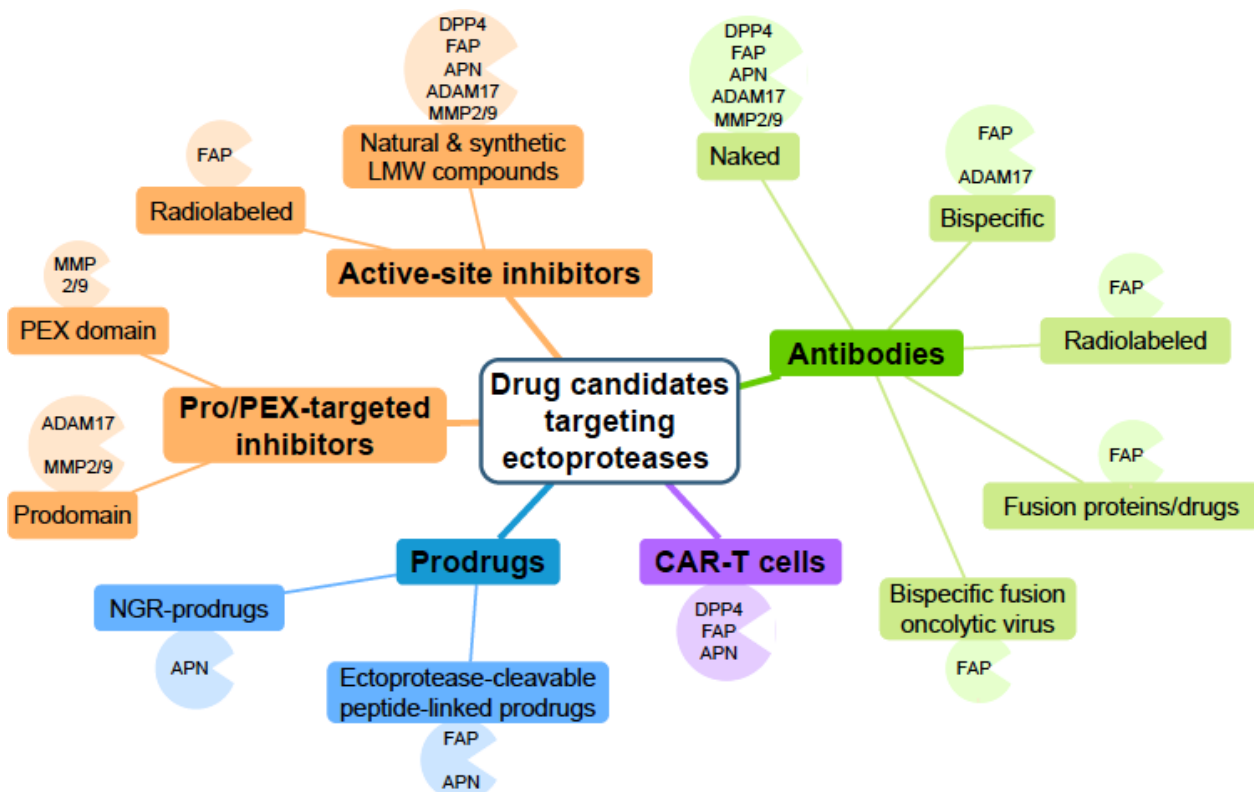 DPP4
FAP
APN
ADAM17
MMP2/9
Natural & synthetic
LMW compounds
FAP
Radiolabeled
Active-site inhibitors
MMP
2/9
PEX domain
Pro/PEX-targeted
inhibitors
ADAM17
MMP2/9
Prodomain
Drug candidates
targeting
ectoproteases
DPP4
FAP
APN
ADAM17
MMP2/9
Naked
FAP
ADAM17
Bispecific
FAP
Radiolabeled
Antibodies
FAP
Fusion proteins/drugs
Bispecific fusion
oncolytic virus
FAP
Prodrugs
NGR-prodrugs
APN
Ectoprotease-cleavable
peptide-linked prodrugs
FAP
APN
CAR-T cells
DPP4
FAP
APN